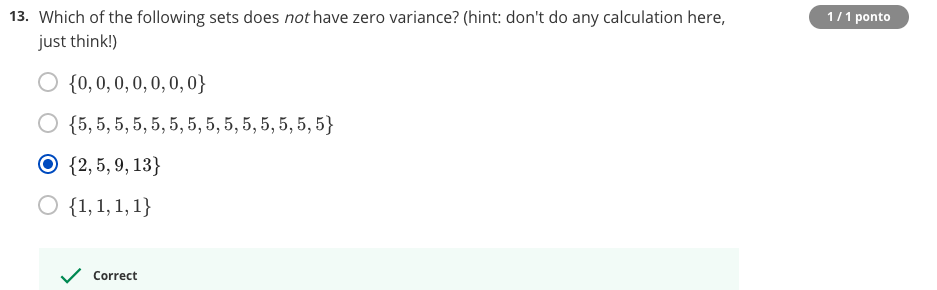 13. Which of the following sets does not have zero variance? (hint: don't do any calculation here,
just think!)
1 / 1 ponto
{0, 0, 0, 0, 0, 0, 0}
{5, 5, 5, 5, 5, 5, 5, 5, 5, 5, 5, 5, 5, 5}
{2, 5, 9, 13}
{1, 1, 1, 1}
Correct